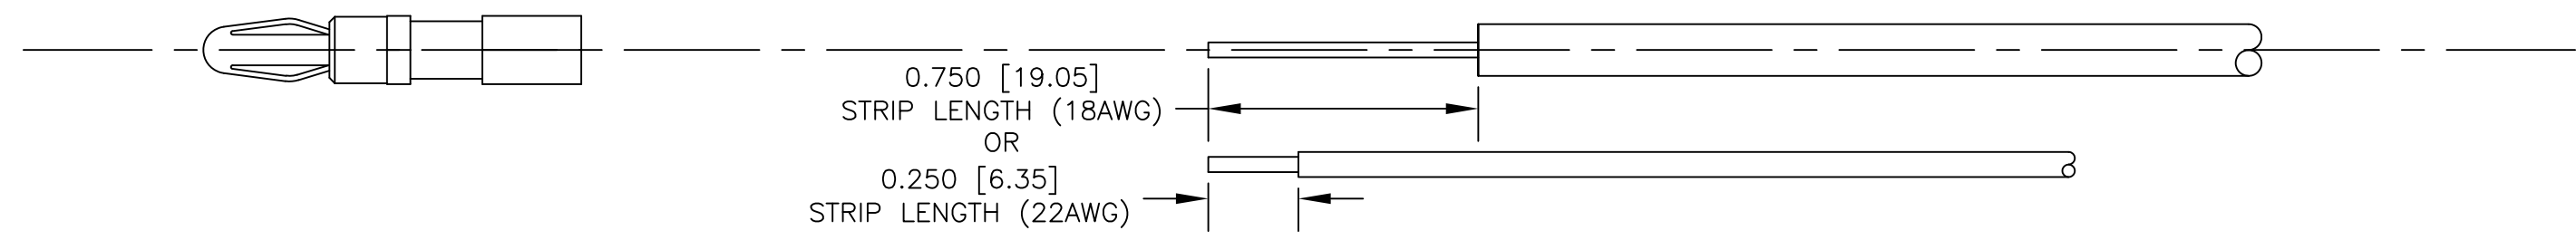 0.750 [19.05]
STRIP LENGTH (18AWG)
OR
0.250 [6.35]
STRIP LENGTH (22AWG)